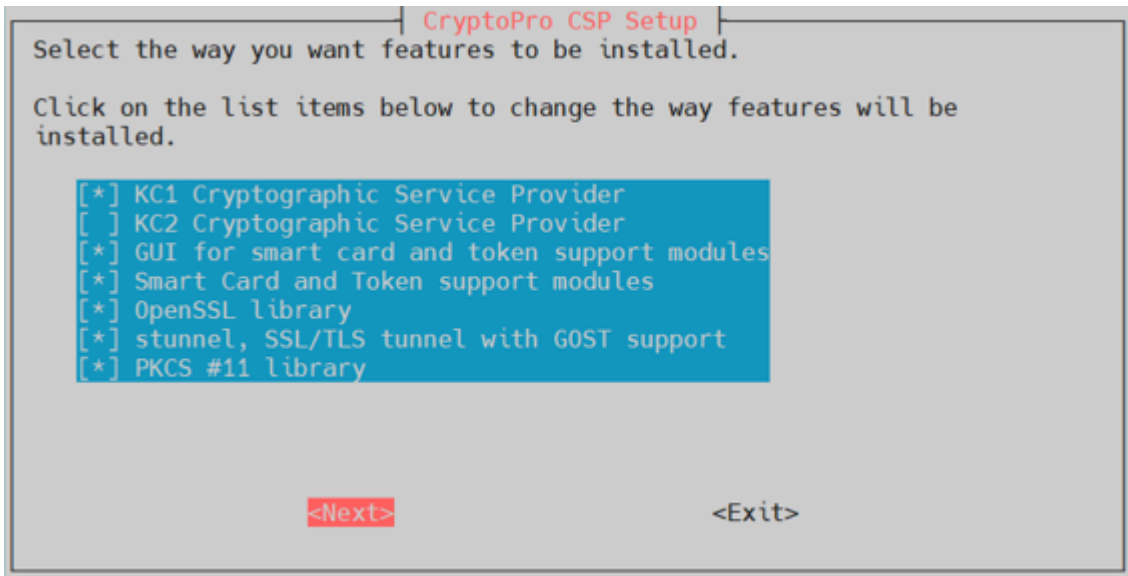 CryptoPro CSP Setup
Select the way you want features to be installed.
Click on the list items below to change the way features will be
installed.
[*] KC1 Cryptographic Service Provider
[ ] KC2 Cryptographic Service Provider
[*] GUI for smart card and token support modules
[*] Smart Card and Token support modules
[*] OpenSSL library
[*] stunnel, SSL/TLS tunnel with GOST support
[*] PKCS #11 library
<Next> <Exit>